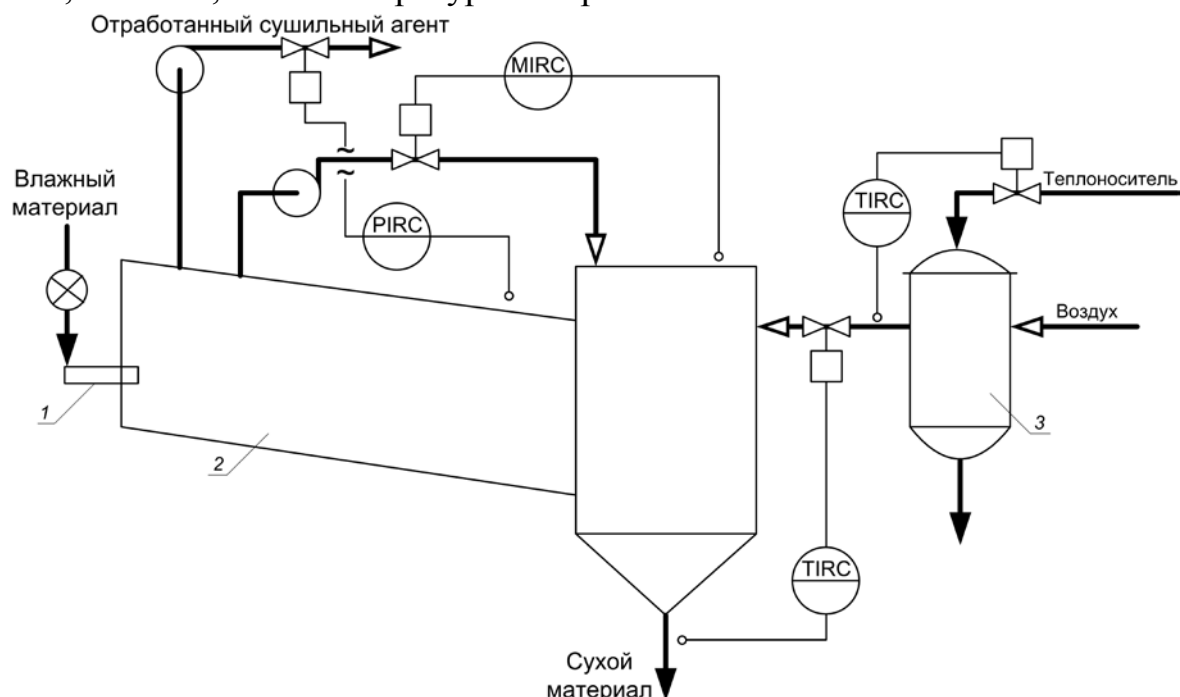 Отработанный сушильный агент
MIRC
Влажный
материал
Теплоноситель
TIRC
PIRC
Воздух
1
2
3
TIRC
Сухой
материал